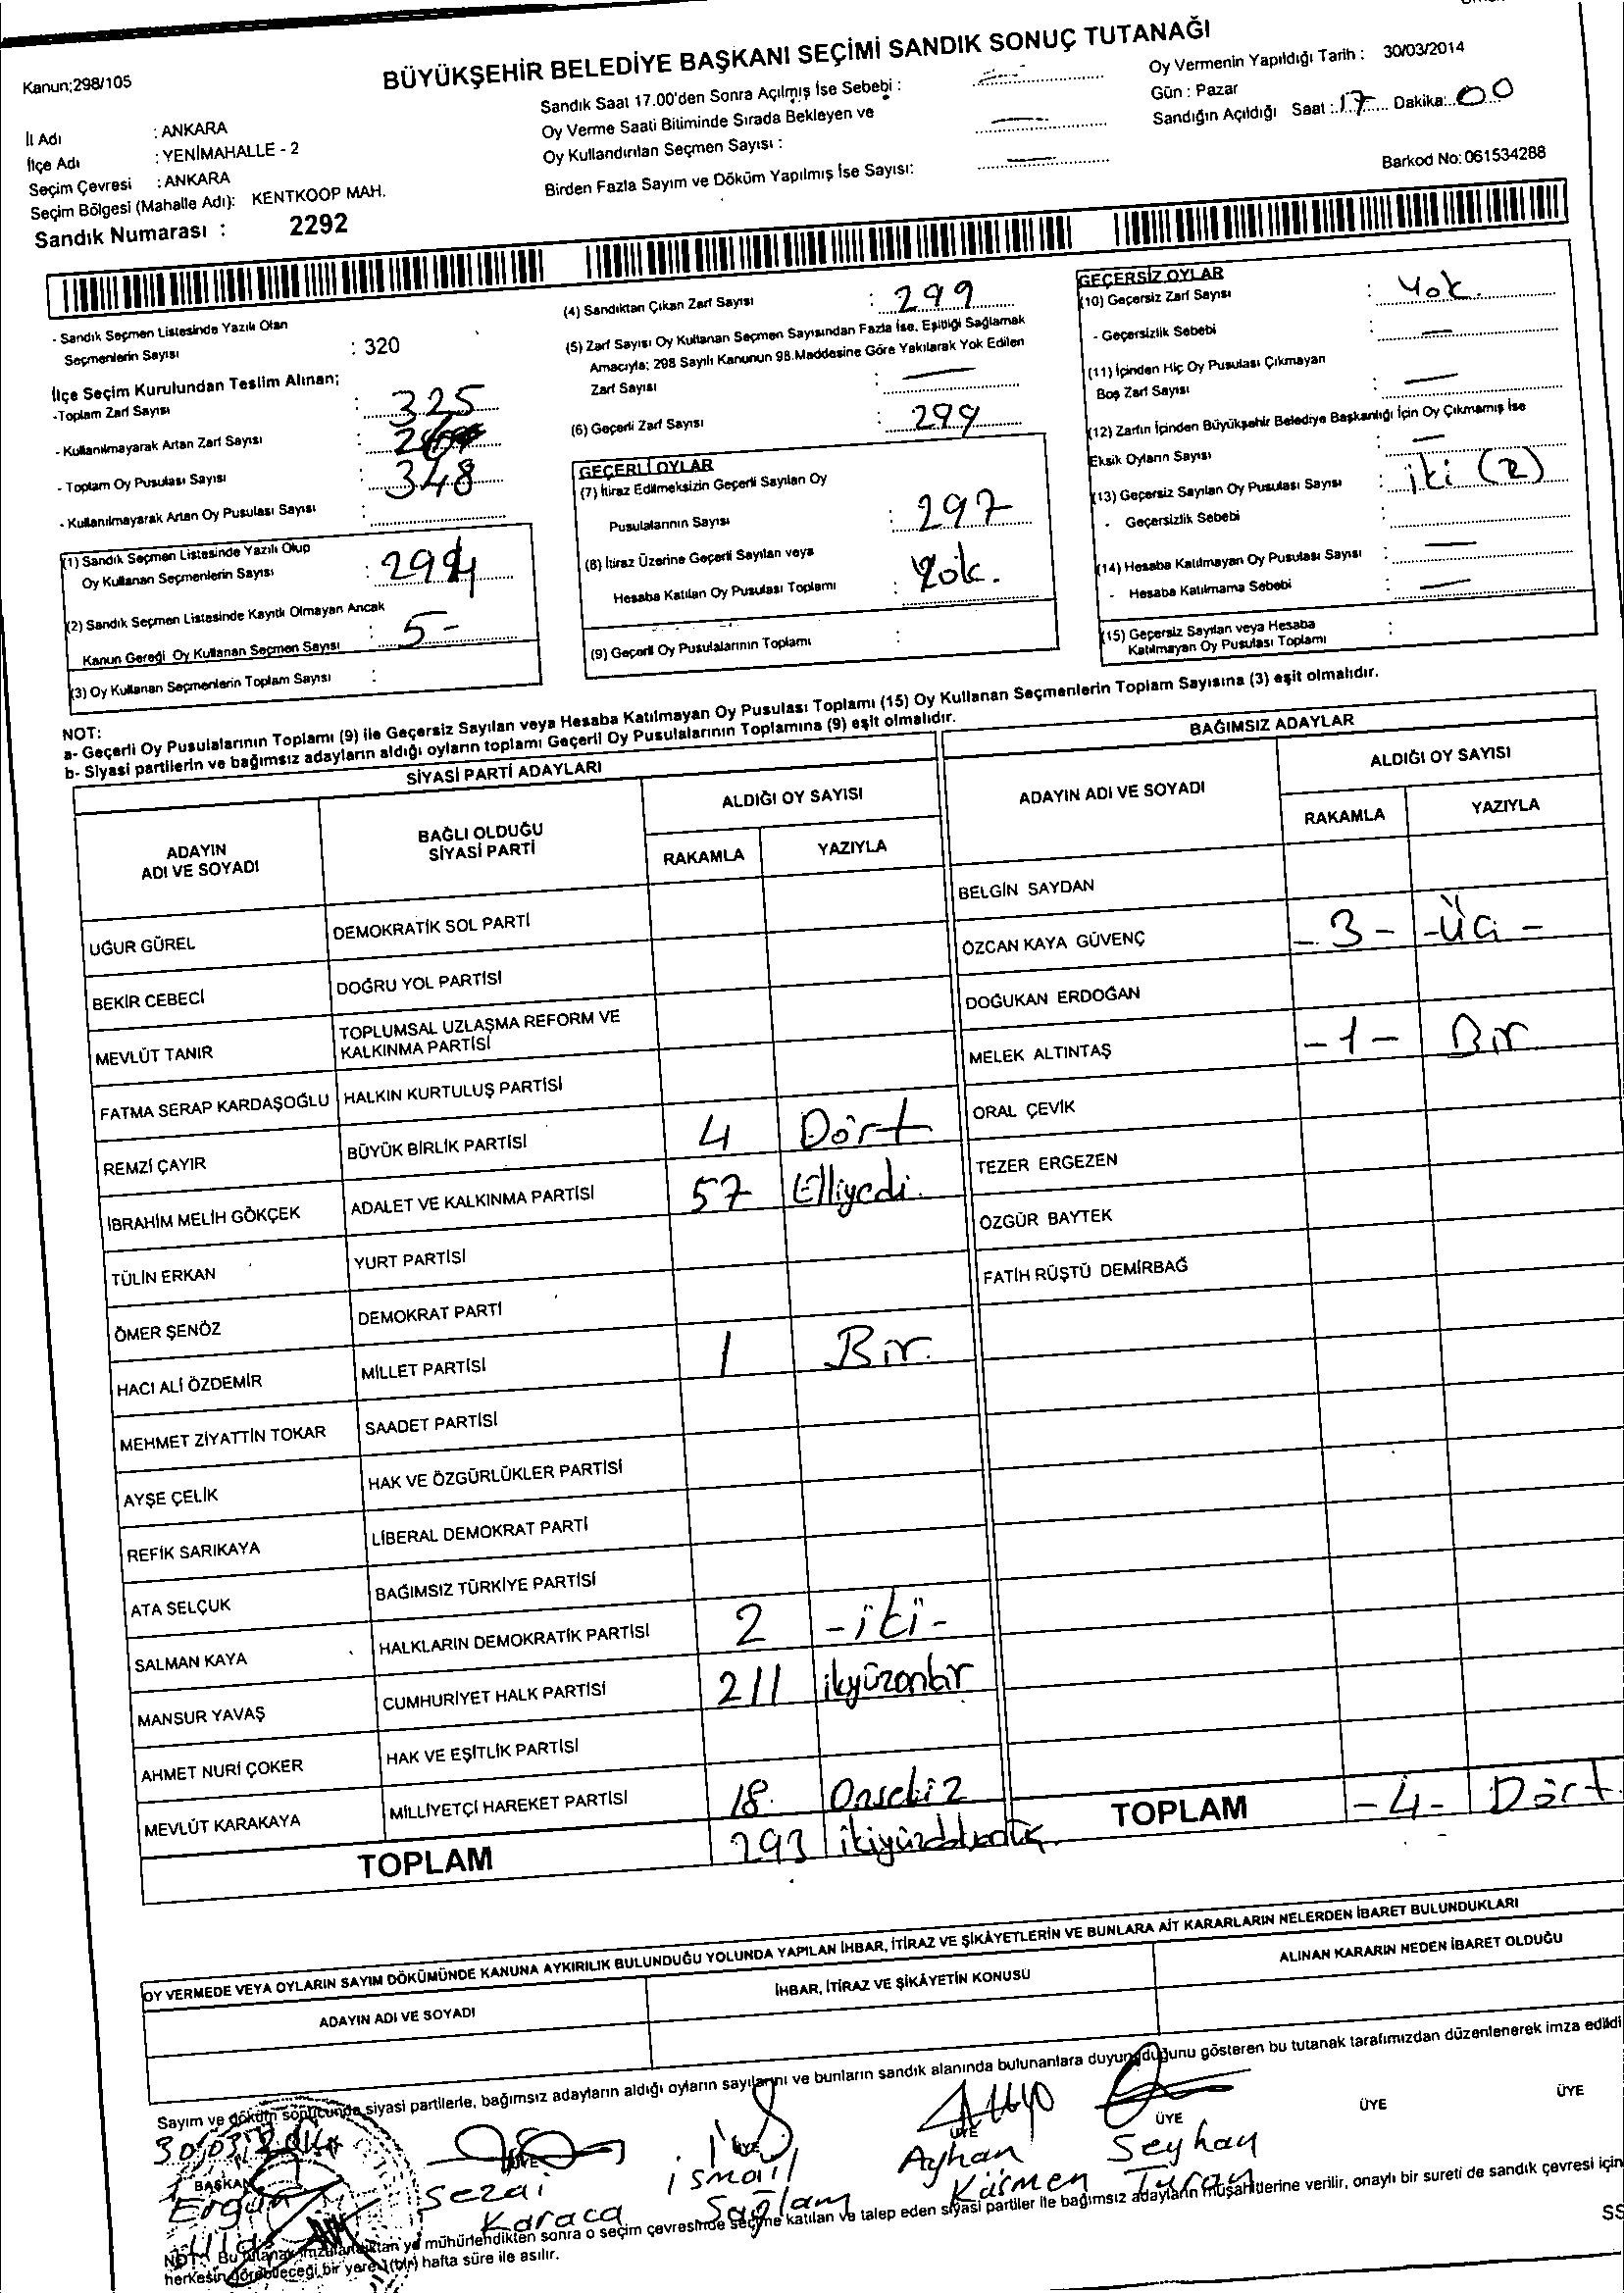 BÜYÜKŞEHİR BELEDİYE BAŞKANI SEÇİMİ SANDIK SONUÇ TUTANAĞI
Kanun;298/105
İl Adı : ANKARA
İlçe Adı : YENİMAHALLE - 2
Seçim Çevresi : ANKARA
Seçim Bölgesi (Mahalle Adı): KENTKOOP MAH.
Sandık Numarası : 2292
Sandık Saat 17.00'den Sonra Açılmış İse Sebebi :
Oy Verme Saati Bitiminde Sırada Bekleyen ve
Oy Kullandırılan Seçmen Sayısı :
Birden Fazla Sayım ve Döküm Yapılmış İse Sayısı:
Oy Vermenin Yapıldığı Tarih : 30/03/2014
Gün : Pazar
Sandığın Açıldığı Saat : 17 Dakika: 00
Barkod No: 061534288
- Sandık Seçmen Listesinde Yazılı Olan
Seçmenlerin Sayısı : 320
İlçe Seçim Kurulundan Teslim Alınan;
-Toplam Zarf Sayısı : 325
- Kullanılmayarak Artan Zarf Sayısı :
- Toplam Oy Pusulası Sayısı : 348
- Kullanılmayarak Artan Oy Pusulası Sayısı :
(1) Sandık Seçmen Listesinde Yazılı Olup
Oy Kullanan Seçmenlerin Sayısı : 294
(2) Sandık Seçmen Listesinde Kayıtlı Olmayan Ancak
Kanun Gereği Oy Kullanan Seçmen Sayısı : 5 -
(3) Oy Kullanan Seçmenlerin Toplam Sayısı :
(4) Sandıktan Çıkan Zarf Sayısı : 299
(5) Zarf Sayısı Oy Kullanan Seçmen Sayısından Fazla İse, Eşitliği Sağlamak
Amacıyla; 298 Sayılı Kanunun 98.Maddesine Göre Yakılarak Yok Edilen
Zarf Sayısı : —
(6) Geçerli Zarf Sayısı : 299
GEÇERLİ OYLAR
(7) İtiraz Edilmeksizin Geçerli Sayılan Oy
Pusulalarının Sayısı : 297
(8) İtiraz Üzerine Geçerli Sayılan veya
Hesaba Katılan Oy Pusulası Toplamı : Yok.
(9) Geçerli Oy Pusulalarının Toplamı :
GEÇERSİZ OYLAR
(10) Geçersiz Zarf Sayısı : Yok.
- Geçersizlik Sebebi : —
(11) İçinden Hiç Oy Pusulası Çıkmayan
Boş Zarf Sayısı : —
(12) Zarfın İçinden Büyükşehir Belediye Başkanlığı İçin Oy Çıkmamış İse
Eksik Oyların Sayısı : —
(13) Geçersiz Sayılan Oy Pusulası Sayısı : iki (2)
- Geçersizlik Sebebi :
(14) Hesaba Katılmayan Oy Pusulası Sayısı : —
- Hesaba Katılmama Sebebi : —
(15) Geçersiz Sayılan veya Hesaba
Katılmayan Oy Pusulası Toplamı :
NOT:
a- Geçerli Oy Pusulalarının Toplamı (9) ile Geçersiz Sayılan veya Hesaba Katılmayan Oy Pusulası Toplamı (15) Oy Kullanan Seçmenlerin Toplam Sayısına (3) eşit olmalıdır.
b- Siyasi partilerin ve bağımsız adayların aldığı oyların toplamı Geçerli Oy Pusulalarının Toplamına (9) eşit olmalıdır.
SİYASİ PARTİ ADAYLARI
ADAYIN ADI VE SOYADI BAĞLI OLDUĞU SİYASİ PARTİ ALDIĞI OY SAYISI
RAKAMLA YAZIYLA
UĞUR GÜREL DEMOKRATİK SOL PARTİ
BEKİR CEBECİ DOĞRU YOL PARTİSİ
MEVLÜT TANIR TOPLUMSAL UZLAŞMA REFORM VE KALKINMA PARTİSİ
FATMA SERAP KARDAŞOĞLU HALKIN KURTULUŞ PARTİSİ
REMZİ ÇAYIR BÜYÜK BİRLİK PARTİSİ 4 Dört
İBRAHİM MELİH GÖKÇEK ADALET VE KALKINMA PARTİSİ 57 Elliyedi.
TÜLİN ERKAN YURT PARTİSİ
ÖMER ŞENÖZ DEMOKRAT PARTİ
HACI ALİ ÖZDEMİR MİLLET PARTİSİ 1 Bir.
MEHMET ZİYATTİN TOKAR SAADET PARTİSİ
AYŞE ÇELİK HAK VE ÖZGÜRLÜKLER PARTİSİ
REFİK SARIKAYA LİBERAL DEMOKRAT PARTİ
ATA SELÇUK BAĞIMSIZ TÜRKİYE PARTİSİ
SALMAN KAYA HALKLARIN DEMOKRATİK PARTİSİ 2 - iki -
MANSUR YAVAŞ CUMHURİYET HALK PARTİSİ 211 ikiyüzonbir
AHMET NURİ ÇOKER HAK VE EŞİTLİK PARTİSİ
MEVLÜT KARAKAYA MİLLİYETÇİ HAREKET PARTİSİ 18. Onsekiz
TOPLAM 293 ikiyüzdoksanüç
BAĞIMSIZ ADAYLAR
ADAYIN ADI VE SOYADI ALDIĞI OY SAYISI
RAKAMLA YAZIYLA
BELGİN SAYDAN
ÖZCAN KAYA GÜVENÇ - 3 - - Üç -
DOĞUKAN ERDOĞAN
MELEK ALTINTAŞ - 1 - Bir
ORAL ÇEVİK
TEZER ERGEZEN
ÖZGÜR BAYTEK
FATİH RÜŞTÜ DEMİRBAĞ
TOPLAM - 4 - Dört
OY VERMEDE VEYA OYLARIN SAYIM DÖKÜMÜNDE KANUNA AYKIRILIK BULUNDUĞU YOLUNDA YAPILAN İHBAR, İTİRAZ VE ŞİKÂYETLERİN VE BUNLARA AİT KARARLARIN NELERDEN İBARET BULUNDUKLARI
ADAYIN ADI VE SOYADI İHBAR, İTİRAZ VE ŞİKÂYETİN KONUSU ALINAN KARARIN NEDEN İBARET OLDUĞU
Sayım ve döküm sonucunda siyasi partilerle, bağımsız adayların aldığı oyların sayılarını ve bunların sandık alanında bulunanlara duyurulduğunu gösteren bu tutanak tarafımızdan düzenlenerek imza edildi
30/03/2014
BAŞKAN ÜYE ÜYE ÜYE ÜYE ÜYE ÜYE
Ergün
Sezai Karaca
ismail Sağlam
Ayhan Kösmen
Seyhan Turan
NOT: Bu tutanak imzalandıktan ve mühürlendikten sonra o seçim çevresinde seçime katılan ve talep eden siyasi partiler ile bağımsız adayların müşahitlerine verilir, onaylı bir sureti de sandık çevresi için
herkesin görebileceği bir yere 1(bir) hafta süre ile asılır.